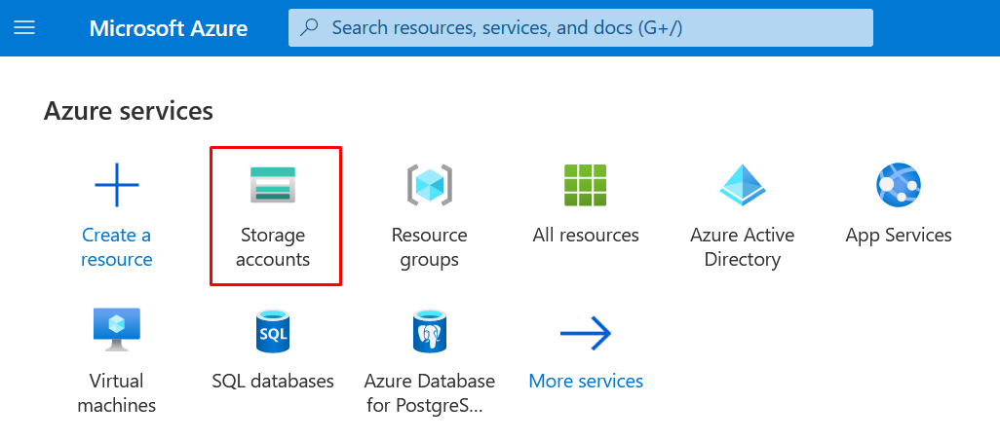 Microsoft Azure
Search resources, services, and docs (G+/)
Azure services
Create a
resource
Storage
accounts
Resource
groups
All resources
Azure Active
Directory
App Services
Virtual
machines
SQL
SQL databases
Azure Database
for PostgreS...
More services